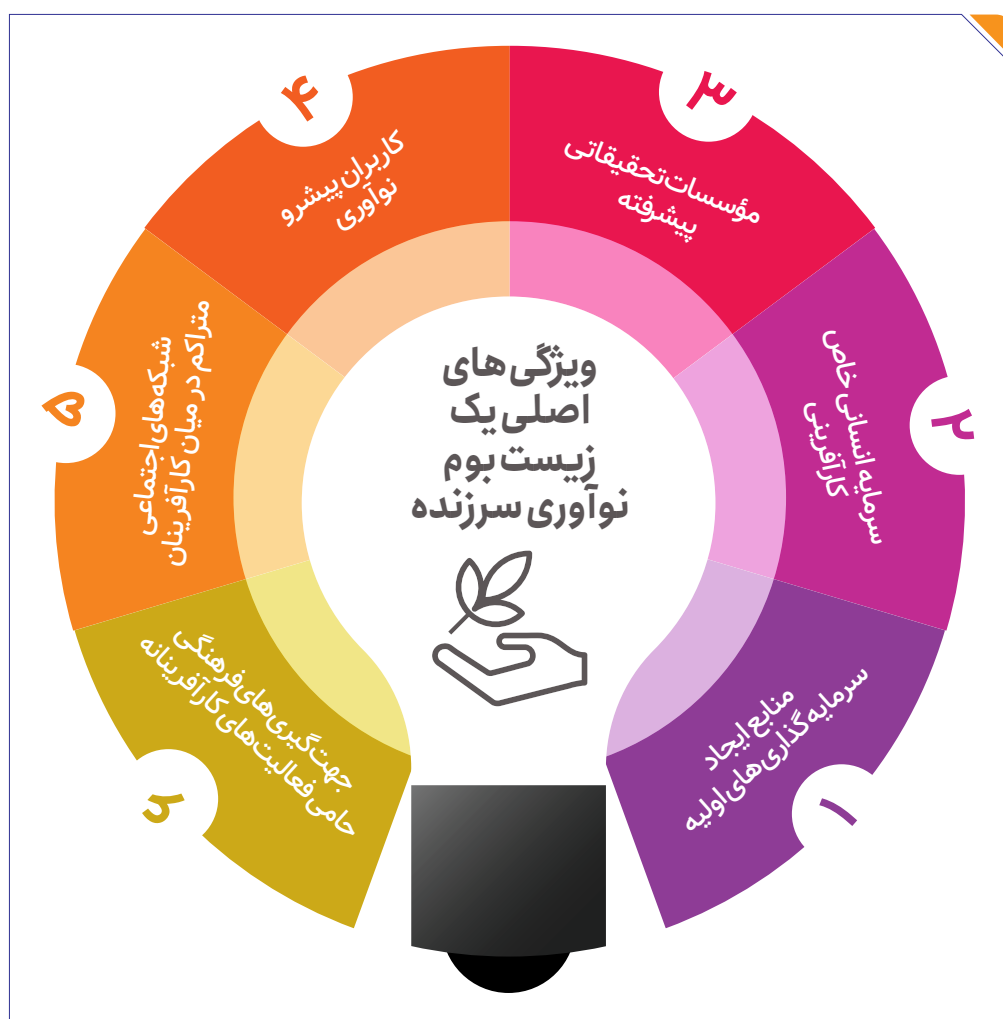 ویژگی های
اصلی یک
زیست بوم
نوآوری سرزنده
۱
منابع ایجاد
سرمایه‌گذاری‌های اولیه
۲
سرمایه انسانی خاص
کارآفرینی
۳
مؤسسات تحقیقاتی
پیشرفته
۴
کاربران پیشرو
نوآوری
۵
شبکه‌های اجتماعی
متراکم در میان کارآفرینان
۶
جهت‌گیری‌های فرهنگی
حامی فعالیت‌های کارآفرینانه